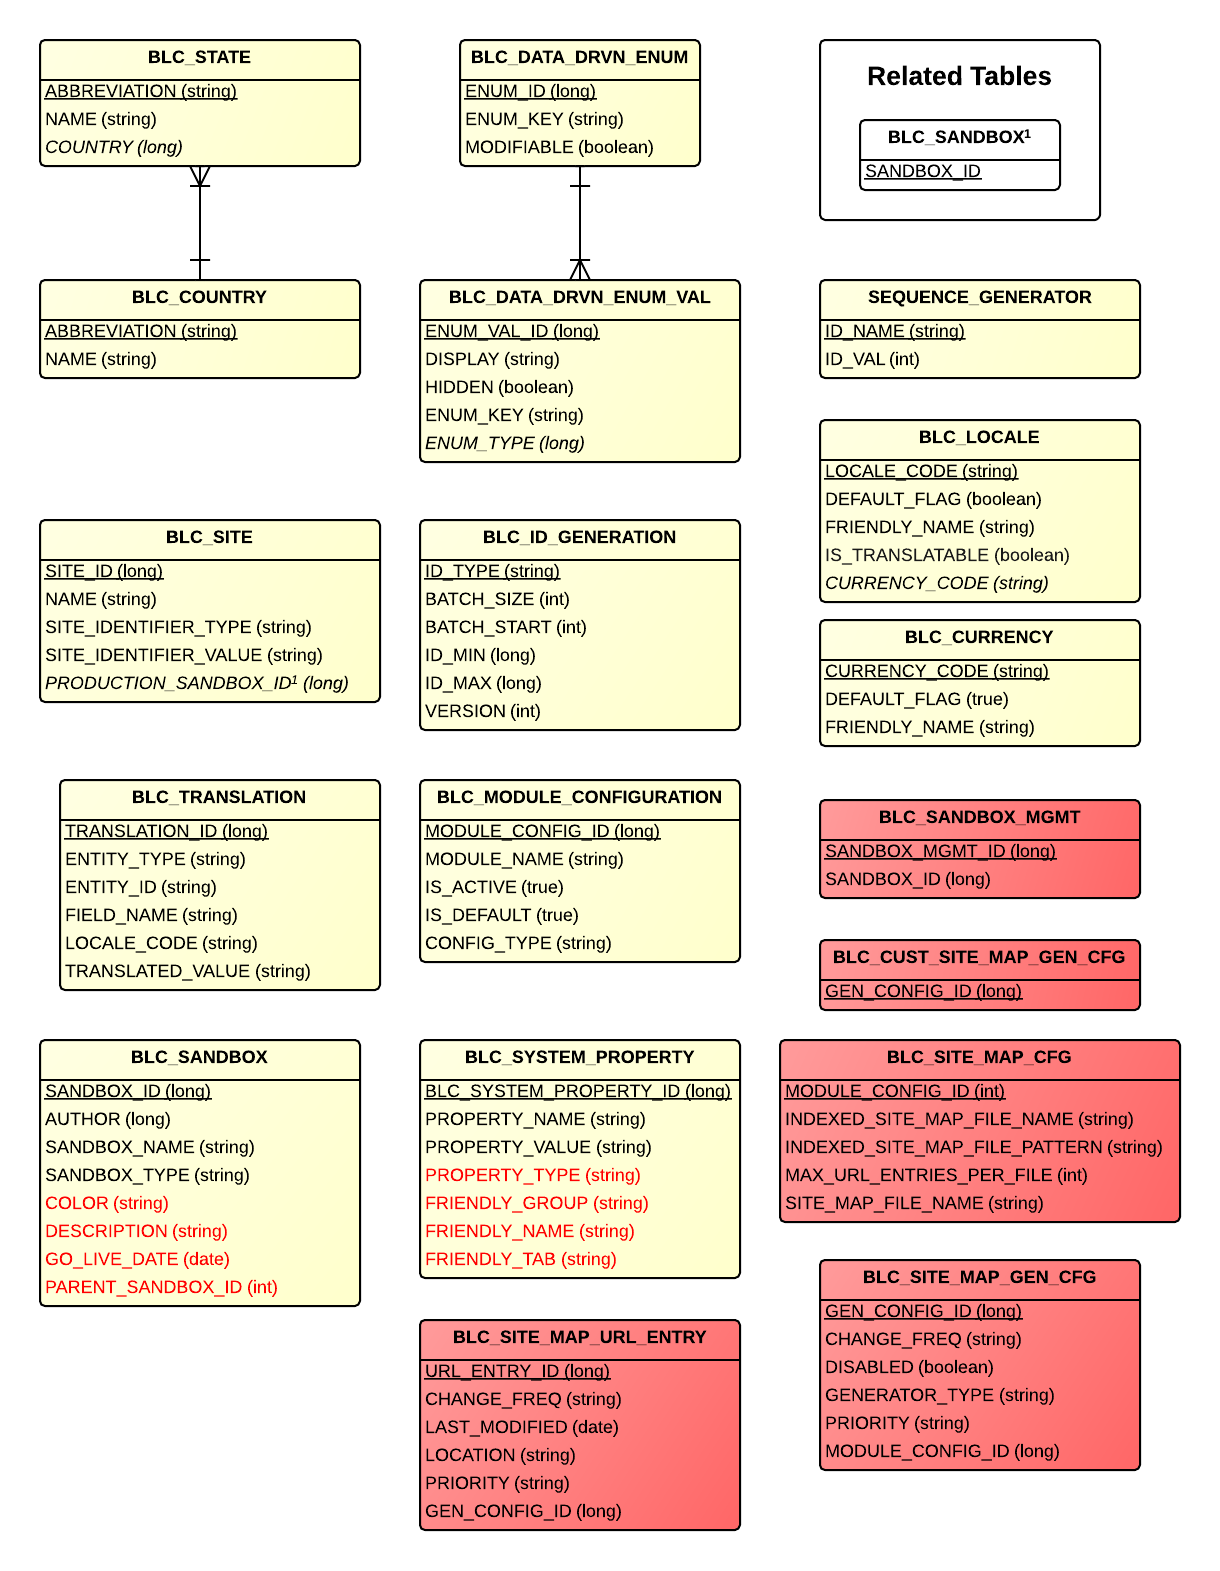 BLC_STATE
ABBREVIATION (string)
NAME (string)
COUNTRY (long)
BLC_COUNTRY
ABBREVIATION (string)
NAME (string)
BLC_DATA_DRVN_ENUM
ENUM_ID (long)
ENUM_KEY (string)
MODIFIABLE (boolean)
BLC_DATA_DRVN_ENUM_VAL
ENUM_VAL_ID (long)
DISPLAY (string)
HIDDEN (boolean)
ENUM_KEY (string)
ENUM_TYPE (long)
Related Tables
BLC_SANDBOX¹
SANDBOX_ID
SEQUENCE_GENERATOR
ID_NAME (string)
ID_VAL (int)
BLC_LOCALE
LOCALE_CODE (string)
DEFAULT_FLAG (boolean)
FRIENDLY_NAME (string)
IS_TRANSLATABLE (boolean)
CURRENCY_CODE (string)
BLC_SITE
SITE_ID (long)
NAME (string)
SITE_IDENTIFIER_TYPE (string)
SITE_IDENTIFIER_VALUE (string)
PRODUCTION_SANDBOX_ID¹ (long)
BLC_ID_GENERATION
ID_TYPE (string)
BATCH_SIZE (int)
BATCH_START (int)
ID_MIN (long)
ID_MAX (long)
VERSION (int)
BLC_CURRENCY
CURRENCY_CODE (string)
DEFAULT_FLAG (true)
FRIENDLY_NAME (string)
BLC_TRANSLATION
TRANSLATION_ID (long)
ENTITY_TYPE (string)
ENTITY_ID (string)
FIELD_NAME (string)
LOCALE_CODE (string)
TRANSLATED_VALUE (string)
BLC_MODULE_CONFIGURATION
MODULE_CONFIG_ID (long)
MODULE_NAME (string)
IS_ACTIVE (true)
IS_DEFAULT (true)
CONFIG_TYPE (string)
BLC_SANDBOX_MGMT
SANDBOX_MGMT_ID (long)
SANDBOX_ID (long)
BLC_CUST_SITE_MAP_GEN_CFG
GEN_CONFIG_ID (long)
BLC_SANDBOX
SANDBOX_ID (long)
AUTHOR (long)
SANDBOX_NAME (string)
SANDBOX_TYPE (string)
COLOR (string)
DESCRIPTION (string)
GO_LIVE_DATE (date)
PARENT_SANDBOX_ID (int)
BLC_SYSTEM_PROPERTY
BLC_SYSTEM_PROPERTY_ID (long)
PROPERTY_NAME (string)
PROPERTY_VALUE (string)
PROPERTY_TYPE (string)
FRIENDLY_GROUP (string)
FRIENDLY_NAME (string)
FRIENDLY_TAB (string)
BLC_SITE_MAP_CFG
MODULE_CONFIG_ID (int)
INDEXED_SITE_MAP_FILE_NAME (string)
INDEXED_SITE_MAP_FILE_PATTERN (string)
MAX_URL_ENTRIES_PER_FILE (int)
SITE_MAP_FILE_NAME (string)
BLC_SITE_MAP_URL_ENTRY
URL_ENTRY_ID (long)
CHANGE_FREQ (string)
LAST_MODIFIED (date)
LOCATION (string)
PRIORITY (string)
GEN_CONFIG_ID (long)
BLC_SITE_MAP_GEN_CFG
GEN_CONFIG_ID (long)
CHANGE_FREQ (string)
DISABLED (boolean)
GENERATOR_TYPE (string)
PRIORITY (string)
MODULE_CONFIG_ID (long)